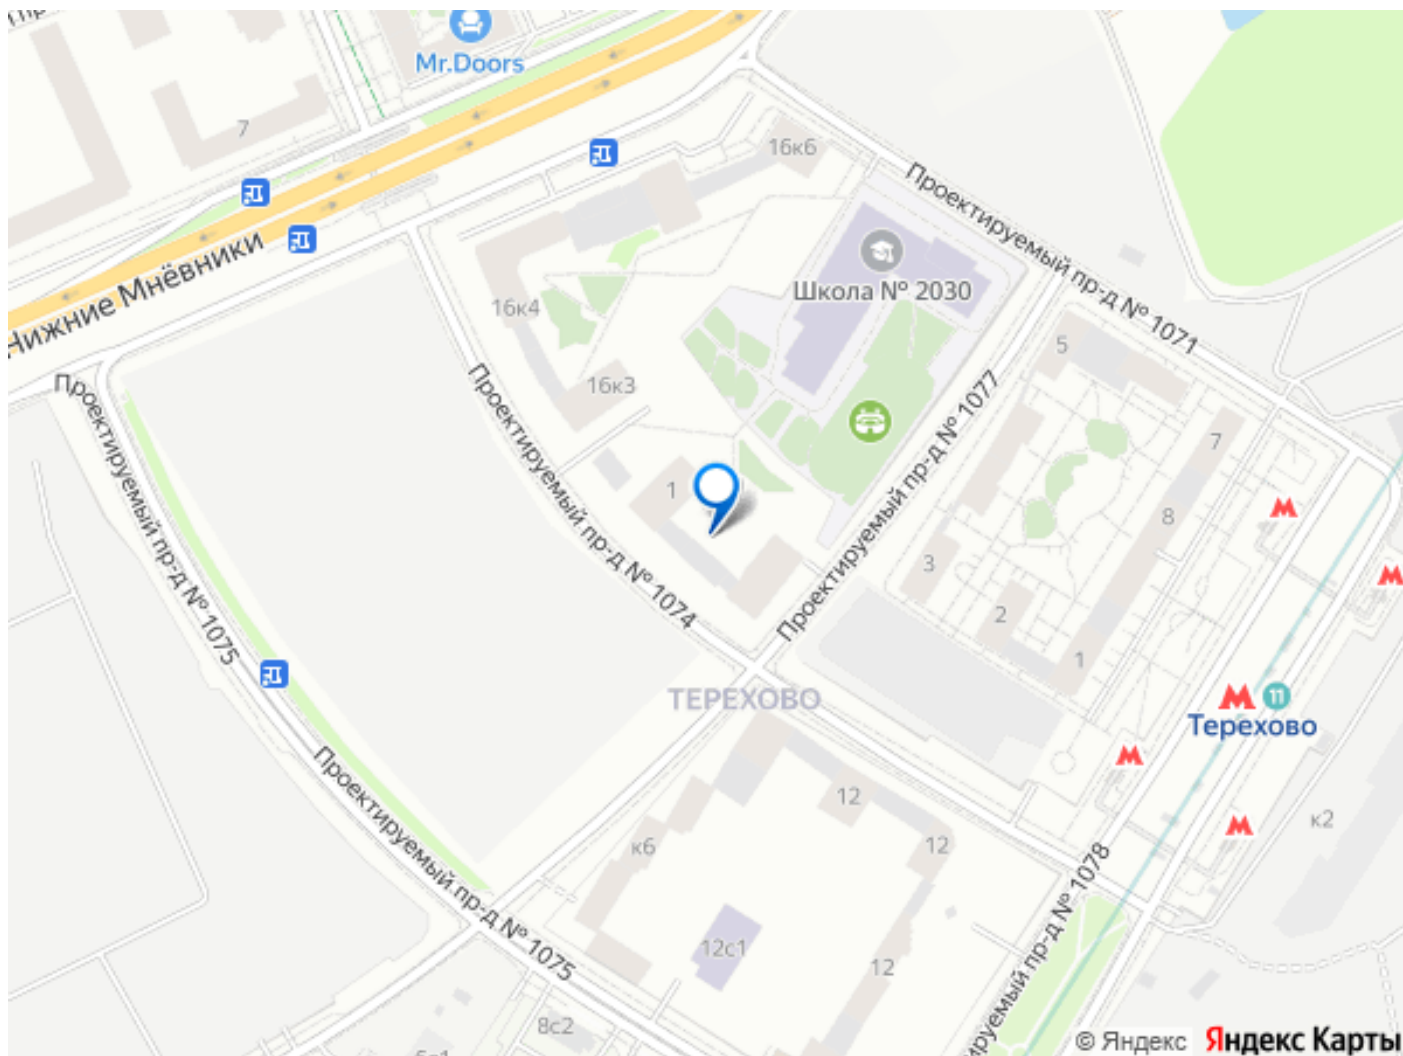 Mr.Doors
7
16к6
Проектируемый пр-д № 1071
Нижние Мнёвники
Школа № 2030
16к4
5
16к3
Проектируемый пр-д № 1075
Проектируемый пр-д № 1074
Проектируемый пр-д № 1077
7
1
8
3
2
1
ТЕРЕХОВО
11
Терехово
Проектируемый пр-д № 1075
12
к2
к6
12
Проектируемый пр-д № 1078
12с1
12
8с2
© Яндекс Яндекс Карты